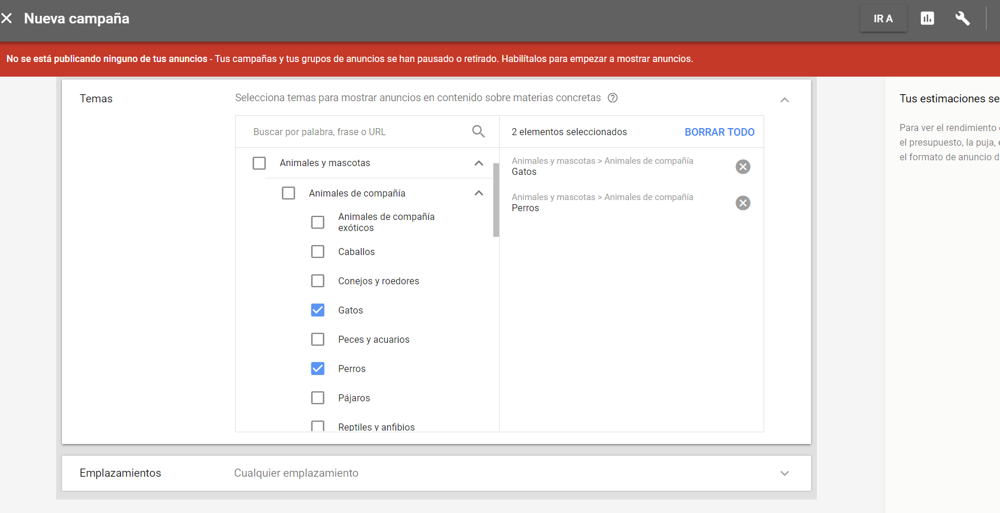 Nueva campaña
IR A
No se está publicando ninguno de tus anuncios - Tus campañas y tus grupos de anuncios se han pausado o retirado. Habilítalos para empezar a mostrar anuncios.
Temas
Selecciona temas para mostrar anuncios en contenido sobre materias concretas
Buscar por palabra, frase o URL
Animales y mascotas
Animales de compañía
Animales de compañía
exóticos
Caballos
Conejos y roedores
Gatos
Peces y acuarios
Perros
Pájaros
Reptiles y anfibios
2 elementos seleccionados
BORRAR TODO
Animales y mascotas > Animales de compañía
Gatos
Animales y mascotas > Animales de compañía
Perros
Emplazamientos
Cualquier emplazamiento
Tus estimaciones se
Para ver el rendimiento
el presupuesto, la puja,
el formato de anuncio d